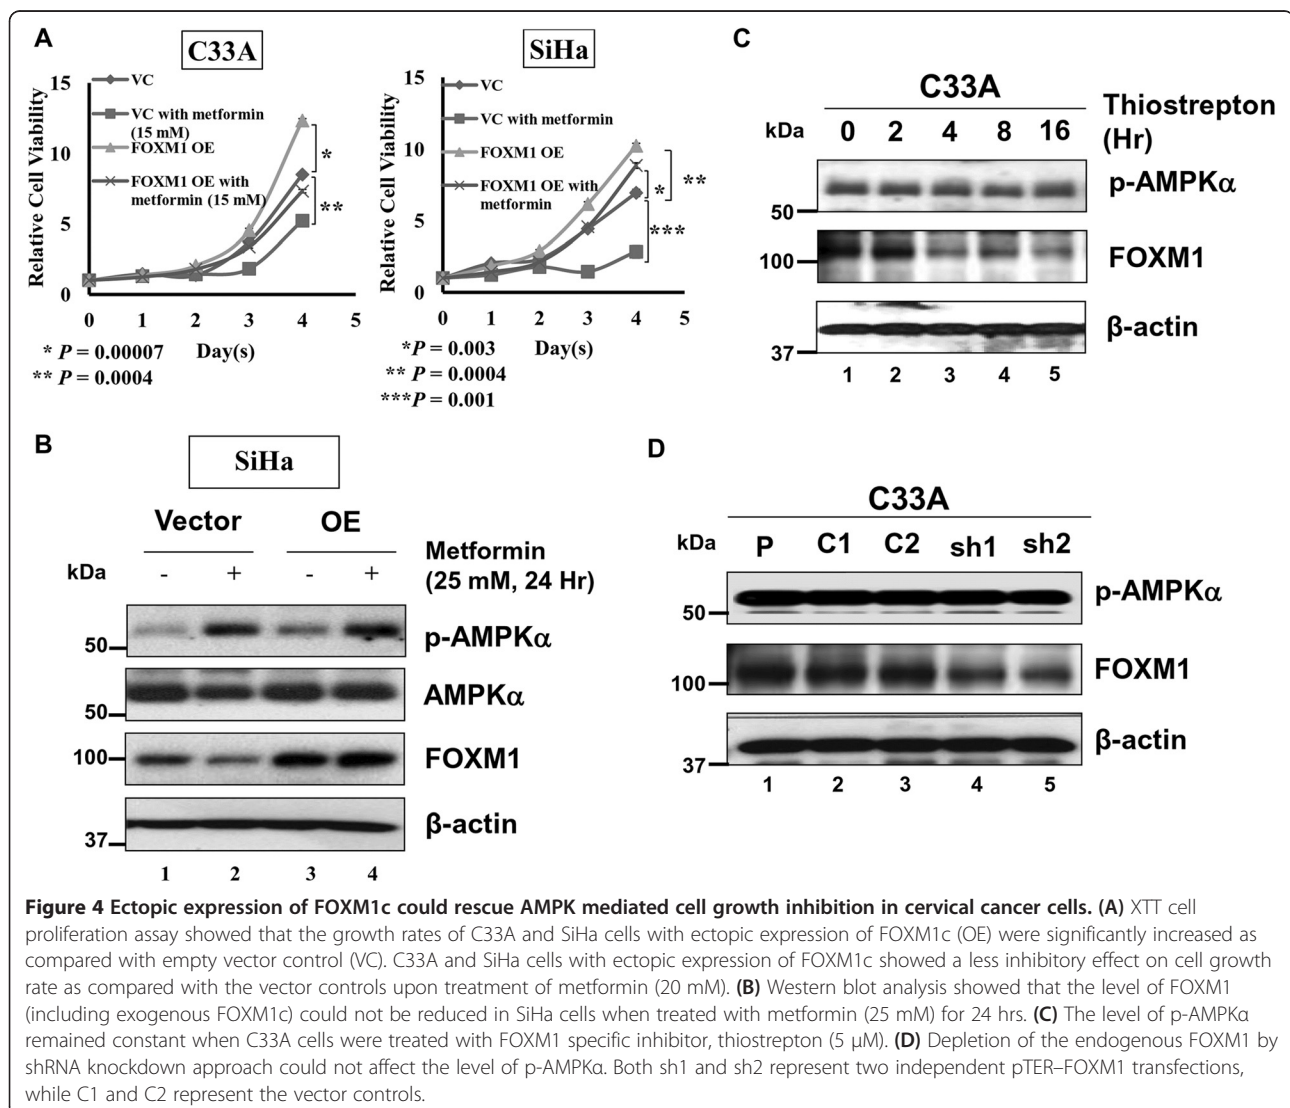 A
C33A
15
10
5
0
Relative Cell Viability
VC
VC with metformin
(15 mM)
FOXM1 OE
FOXM1 OE with
metformin (15 mM)
*
**
0 1 2 3 4 5
Day(s)
* P = 0.00007
** P = 0.0004
SiHa
15
10
5
0
Relative Cell Viability
VC
VC with metformin
FOXM1 OE
FOXM1 OE with
metformin
*
**
***
0 1 2 3 4 5
Day(s)
*P = 0.003
** P = 0.0004
***P = 0.001
C
C33A
kDa 0 2 4 8 16
Thiostrepton
(Hr)
p-AMPKα
50
FOXM1
100
β-actin
37
1 2 3 4 5
B
SiHa
Vector OE
kDa - + - +
Metformin
(25 mM, 24 Hr)
p-AMPKα
50
AMPKα
50
100 FOXM1
β-actin
37
1 2 3 4
D
C33A
kDa P C1 C2 sh1 sh2
p-AMPKα
50
FOXM1
100
β-actin
37
1 2 3 4 5
Figure 4 Ectopic expression of FOXM1c could rescue AMPK mediated cell growth inhibition in cervical cancer cells. (A) XTT cell
proliferation assay showed that the growth rates of C33A and SiHa cells with ectopic expression of FOXM1c (OE) were significantly increased as
compared with empty vector control (VC). C33A and SiHa cells with ectopic expression of FOXM1c showed a less inhibitory effect on cell growth
rate as compared with the vector controls upon treatment of metformin (20 mM). (B) Western blot analysis showed that the level of FOXM1
(including exogenous FOXM1c) could not be reduced in SiHa cells when treated with metformin (25 mM) for 24 hrs. (C) The level of p-AMPKα
remained constant when C33A cells were treated with FOXM1 specific inhibitor, thiostrepton (5 μM). (D) Depletion of the endogenous FOXM1 by
shRNA knockdown approach could not affect the level of p-AMPKα. Both sh1 and sh2 represent two independent pTER–FOXM1 transfections,
while C1 and C2 represent the vector controls.